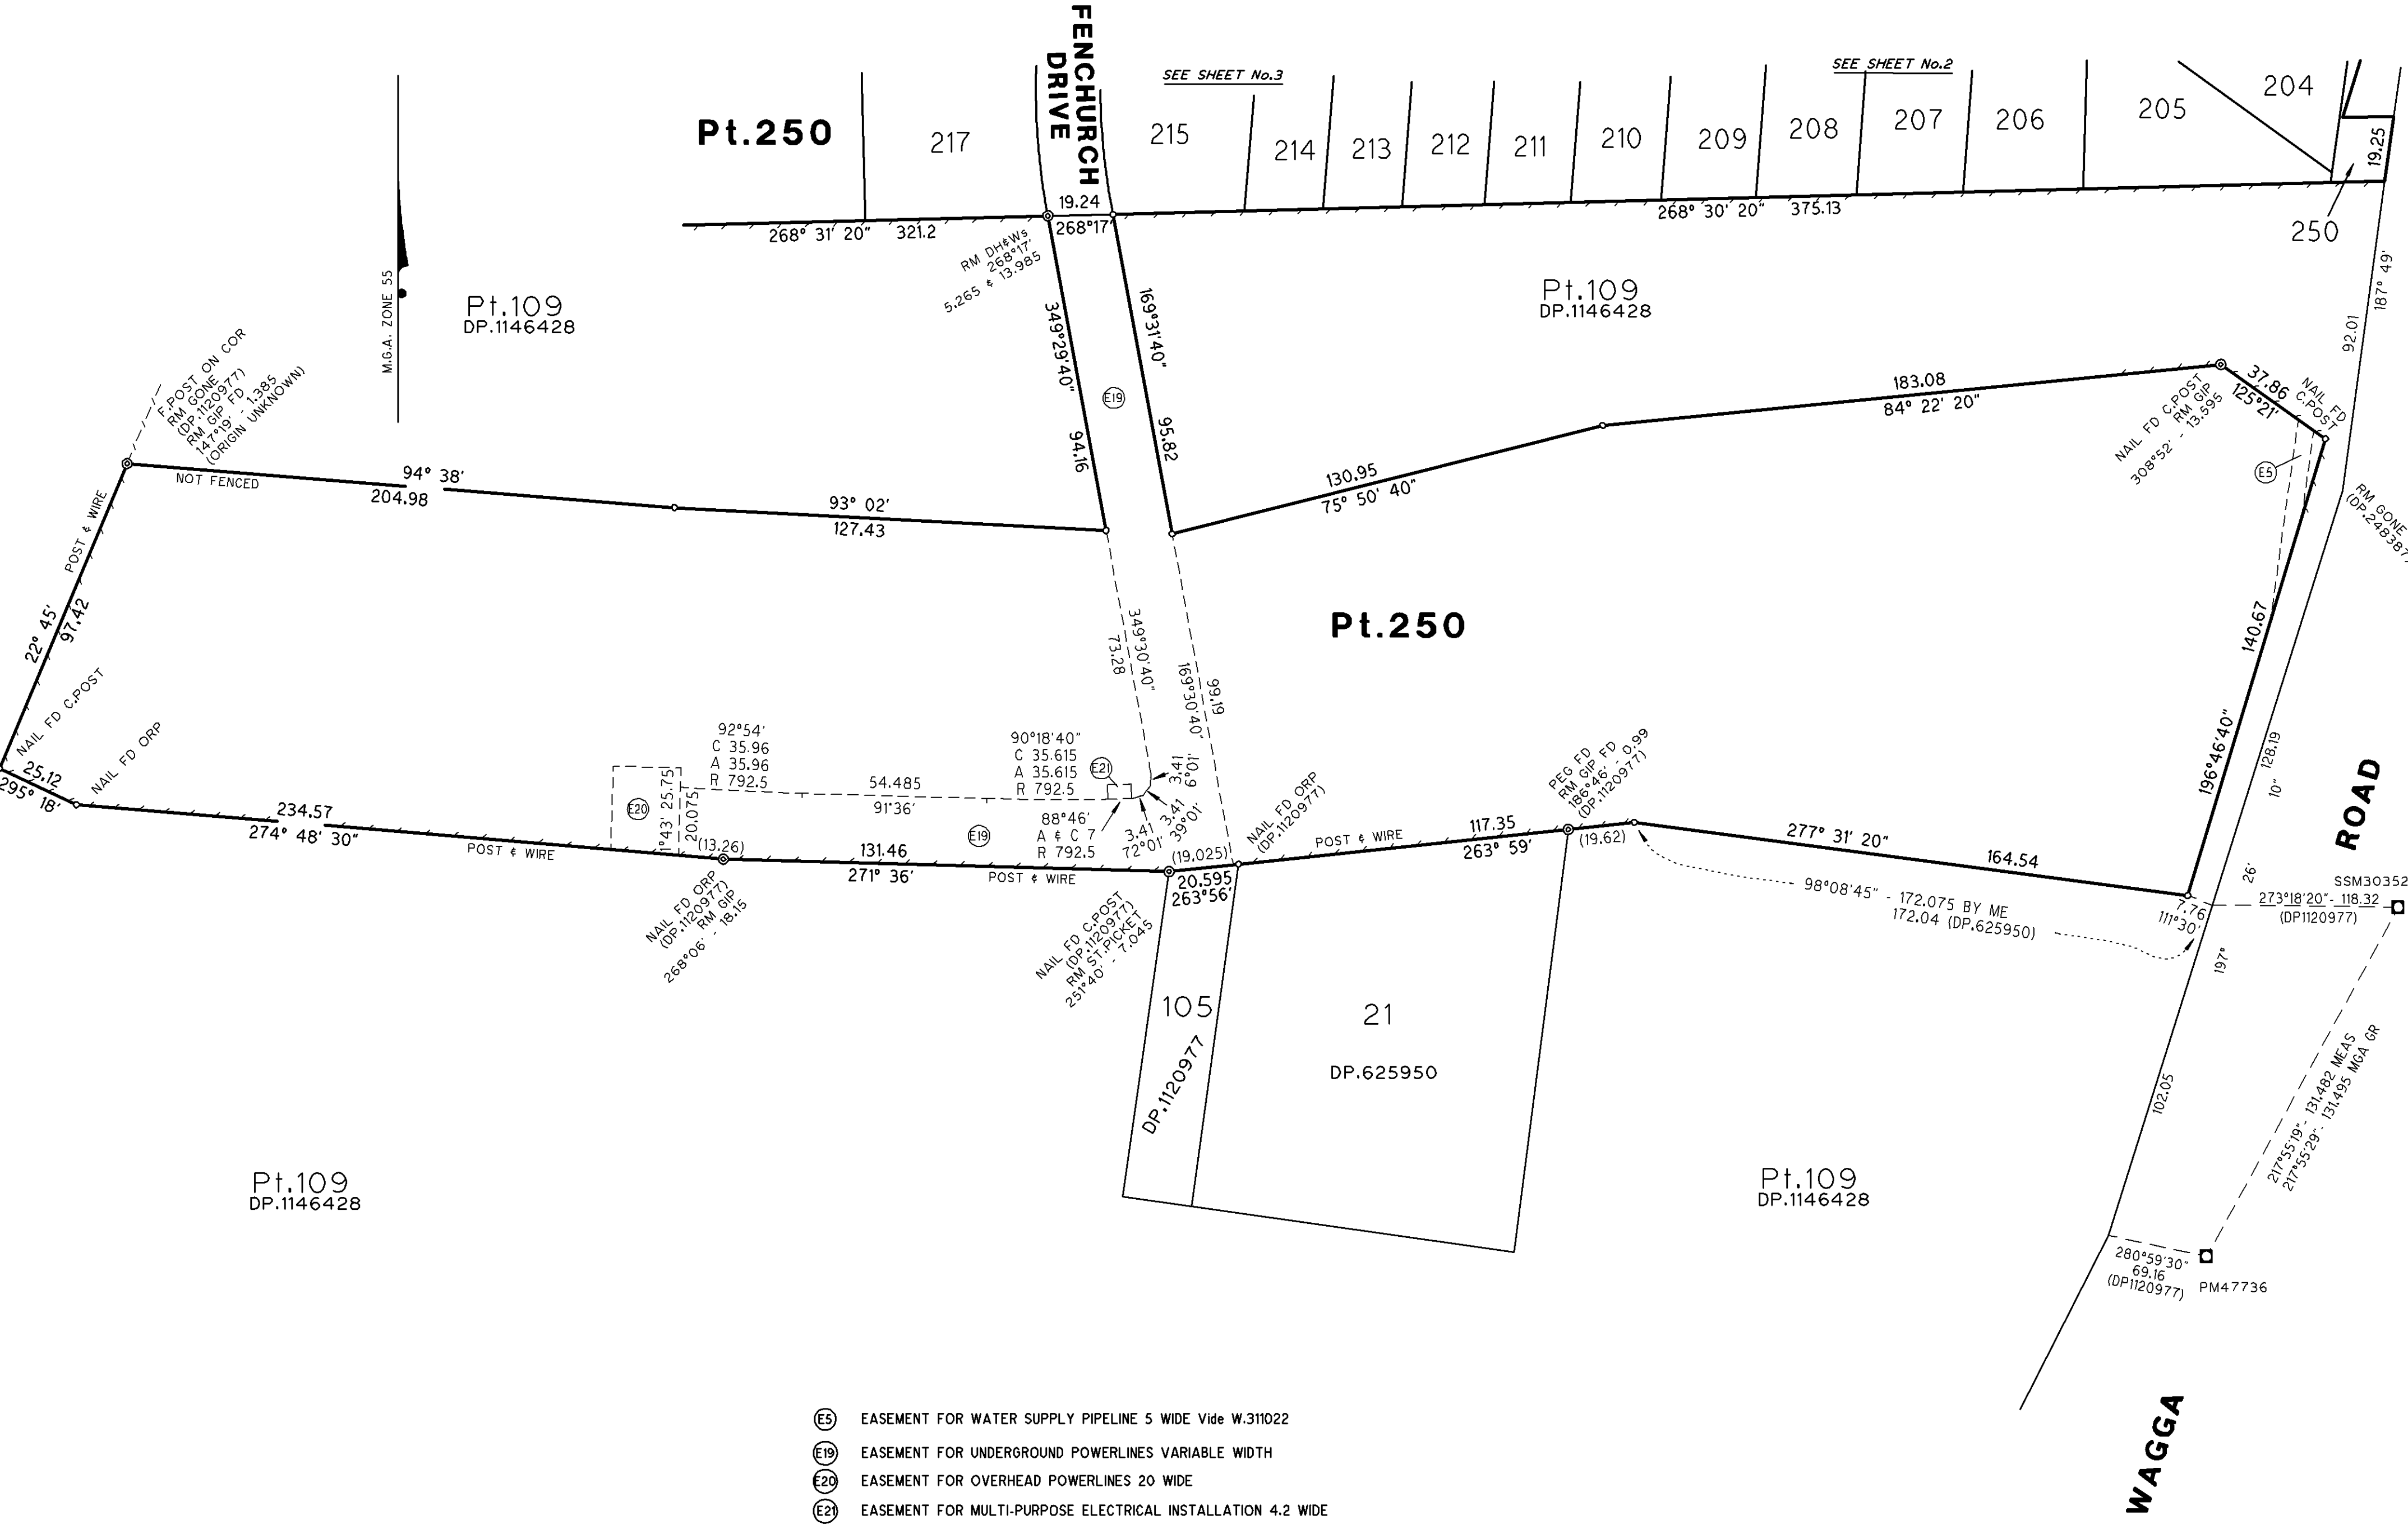 FENCHURCH
DRIVE
SEE SHEET No.3
SEE SHEET No.2
Pt.250
217
215
214
213
212
211
210
209
208
207
206
205
204
19.25
250
19.24
268°17'
268° 31' 20" 321.2
268° 30' 20" 375.13
RM DH&Ws
268°17'
5.265 & 13.985
M.G.A. ZONE 55
Pt.109
DP.1146428
Pt.109
DP.1146428
187° 49'
92.01
349°29'40"
94.16
169°31'40"
95.82
E19
F.POST ON COR
RM GONE
(DP.1120977)
RM GIP FD
147°19' - 1.385
(ORIGIN UNKNOWN)
94° 38'
204.98
NOT FENCED
93° 02'
127.43
130.95
75° 50' 40"
183.08
84° 22' 20"
NAIL FD C.POST
RM GIP
308°52' - 13.595
37.86
125°21'
NAIL FD
C.POST
E5
RM GONE
(DP.248387)
POST & WIRE
22° 45'
97.42
NAIL FD C.POST
NAIL FD ORP
25.12
295° 18'
Pt.250
349°30'40"
73.28
169°30'40"
99.19
140.67
196°46'40"
128.19
10"
26'
197°
102.05
ROAD
234.57
274° 48' 30"
POST & WIRE
E20
1°43' 25.75
20.075
92°54'
C 35.96
A 35.96
R 792.5
54.485
91°36'
90°18'40"
C 35.615
A 35.615
R 792.5
E21
E19
88°46'
A & C 7
R 792.5
3.41
6°01'
3.41
39°01'
3.41
72°01'
(13.26)
131.46
271° 36'
POST & WIRE
(19.025)
20.595
263°56'
NAIL FD ORP
(DP.1120977)
RM GIP
268°06' - 18.15
NAIL FD C.POST
(DP.1120977)
RM ST.PICKET
251°40' - 7.045
NAIL FD ORP
(DP.1120977)
POST & WIRE
117.35
263° 59'
PEG FD
RM GIP FD
186°46' - 0.99
(DP.1120977)
(19.62)
277° 31' 20"
164.54
98°08'45" - 172.075 BY ME
172.04 (DP.625950)
7.76
111°30'
SSM30352
273°18'20" - 118.32
(DP1120977)
217°55'19" - 131.482 MEAS
217°55'29" - 131.495 MGA GR
105
DP.1120977
21
DP.625950
Pt.109
DP.1146428
Pt.109
DP.1146428
280°59'30"
69.16
(DP1120977)
PM47736
WAGGA
E5 EASEMENT FOR WATER SUPPLY PIPELINE 5 WIDE Vide W.311022
E19 EASEMENT FOR UNDERGROUND POWERLINES VARIABLE WIDTH
E20 EASEMENT FOR OVERHEAD POWERLINES 20 WIDE
E21 EASEMENT FOR MULTI-PURPOSE ELECTRICAL INSTALLATION 4.2 WIDE